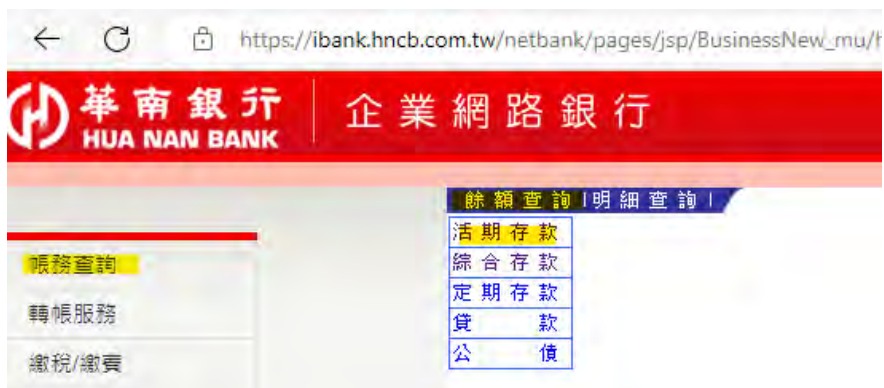 https://ibank.hncb.com.tw/netbank/pages/jsp/BusinessNew_mu/
華南銀行 企業網路銀行
HUA NAN BANK
餘額查詢|明細查詢|
活期存款
綜合存款
定期存款
貸款
公債
帳務查詢
轉帳服務
繳稅/繳費